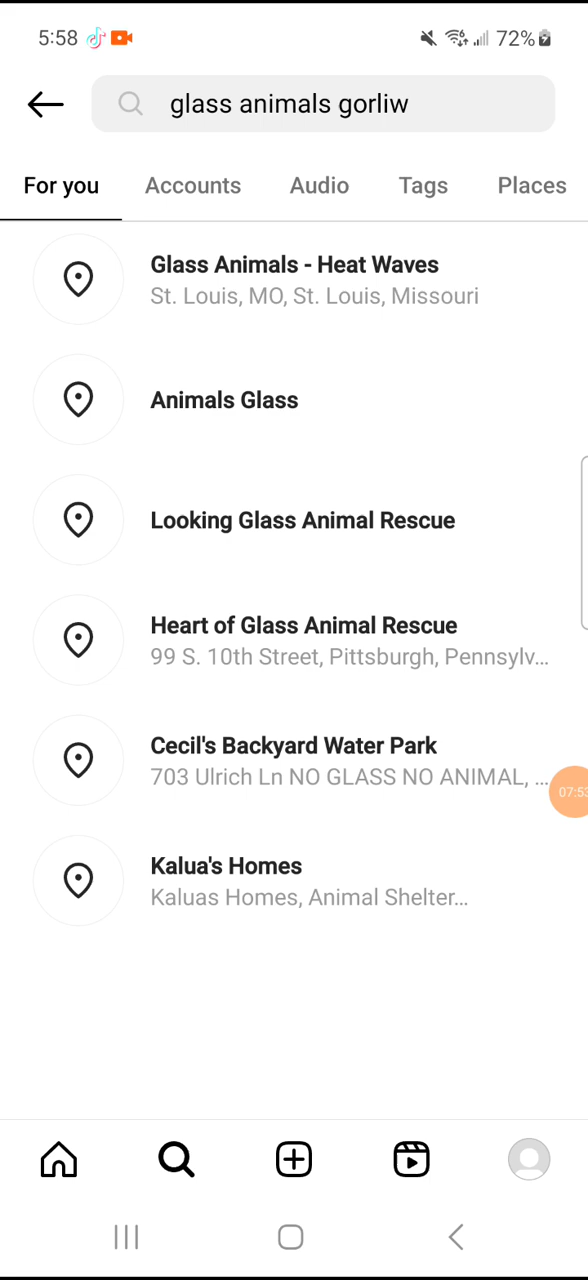 5:58
72%
glass animals gorliw
For you Accounts Audio Tags Places
Glass Animals - Heat Waves
St. Louis, MO, St. Louis, Missouri
Animals Glass
Looking Glass Animal Rescue
Heart of Glass Animal Rescue
99 S. 10th Street, Pittsburgh, Pennsylv...
Cecil's Backyard Water Park
703 Ulrich Ln NO GLASS NO ANIMAL, ...
07:53
Kalua's Homes
Kaluas Homes, Animal Shelter...